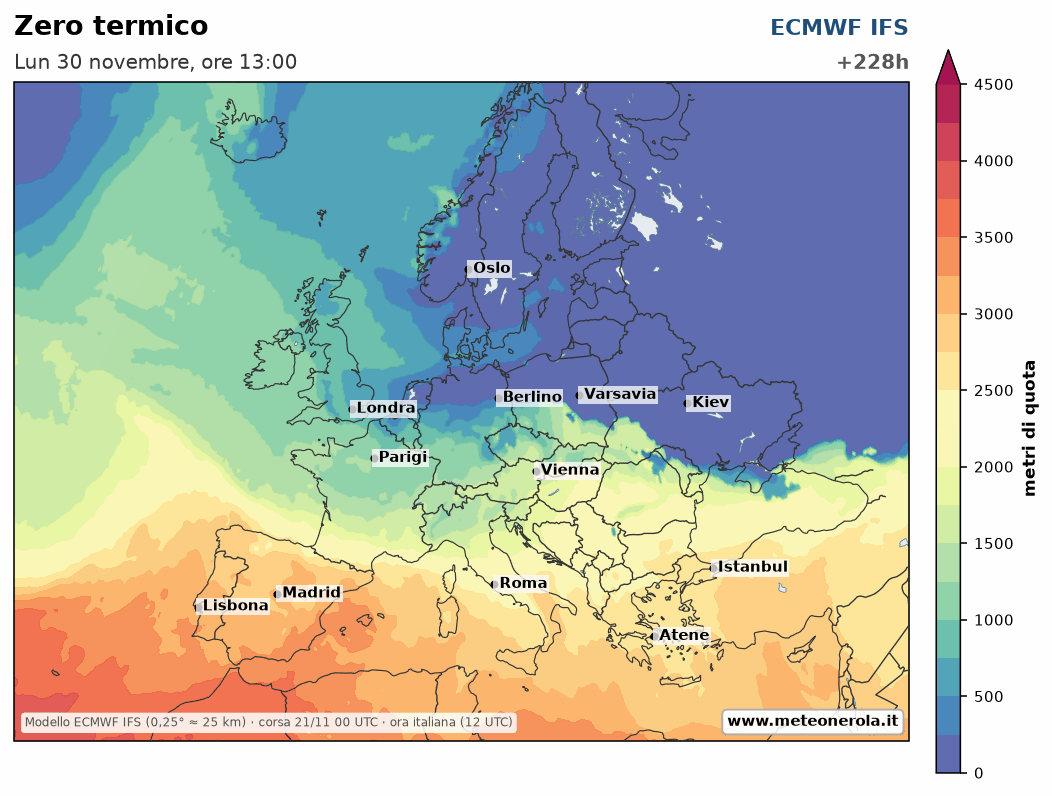 Zero termico
ECMWF IFS
Lun 30 novembre, ore 13:00
+228h
4500
4000
3500
3000
2500
2000
1500
1000
500
0
metri di quota
Oslo
Londra
Berlino
Varsavia
Kiev
Parigi
Vienna
Roma
Istanbul
Madrid
Lisbona
Atene
Modello ECMWF IFS (0,25° ≈ 25 km) · corsa 21/11 00 UTC · ora italiana (12 UTC)
www.meteonerola.it